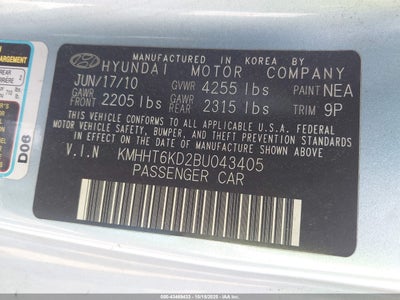 MANUFACTURED IN KOREA BY
HYUNDAI MOTOR COMPANY
JUN/17/10 GVWR 4255 lbs PAINT NEA
GAWR FRONT 2205 lbs GAWR REAR 2315 lbs TRIM 9P
THIS VEHICLE CONFORMS TO ALL APPLICABLE U.S.A. FEDERAL
MOTOR VEHICLE SAFETY, BUMPER, AND THEFT PREVENTION STANDARDS
IN EFFECT ON THE DATE OF MANUFACTURE SHOWN ABOVE.
V.I.N KMHHT6KD2BU043405
PASSENGER CAR
D06